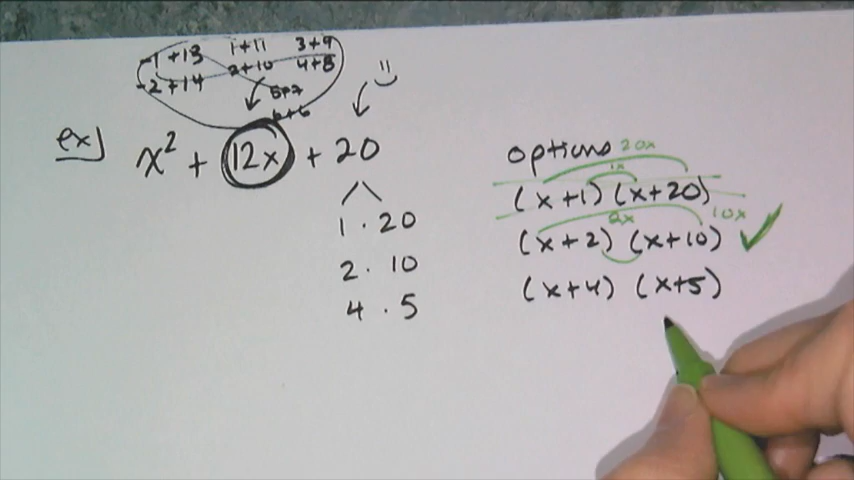 -1 +13 1+11 3+9
-2+14 2+10 4+8
5+7
6+6
ex) x² + 12x + 20
1 · 20
2 · 10
4 · 5
options 20x
1x
(x+1) (x+20)
2x 10x
(x+2) (x+10)
(x+4) (x+5)